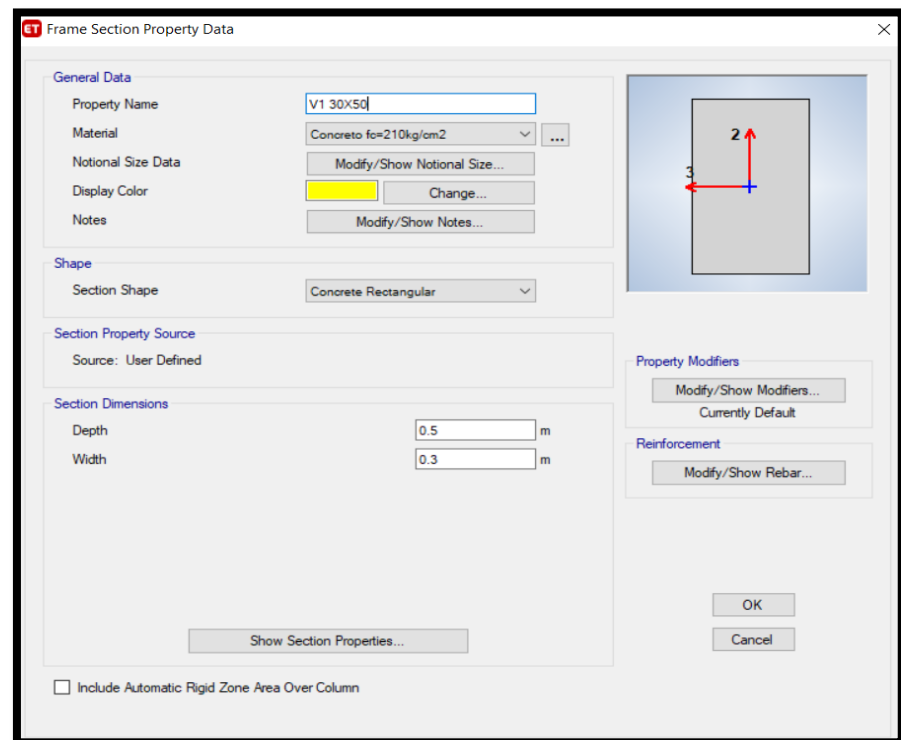 ET Frame Section Property Data
General Data
Property Name V1 30X50
Material Concreto fc=210kg/cm2 ...
Notional Size Data Modify/Show Notional Size...
Display Color Change...
Notes Modify/Show Notes...
Shape
Section Shape Concrete Rectangular
Section Property Source
Source: User Defined
Section Dimensions
Depth 0.5 m
Width 0.3 m
Show Section Properties...
Include Automatic Rigid Zone Area Over Column
2
3
Property Modifiers
Modify/Show Modifiers...
Currently Default
Reinforcement
Modify/Show Rebar...
OK
Cancel